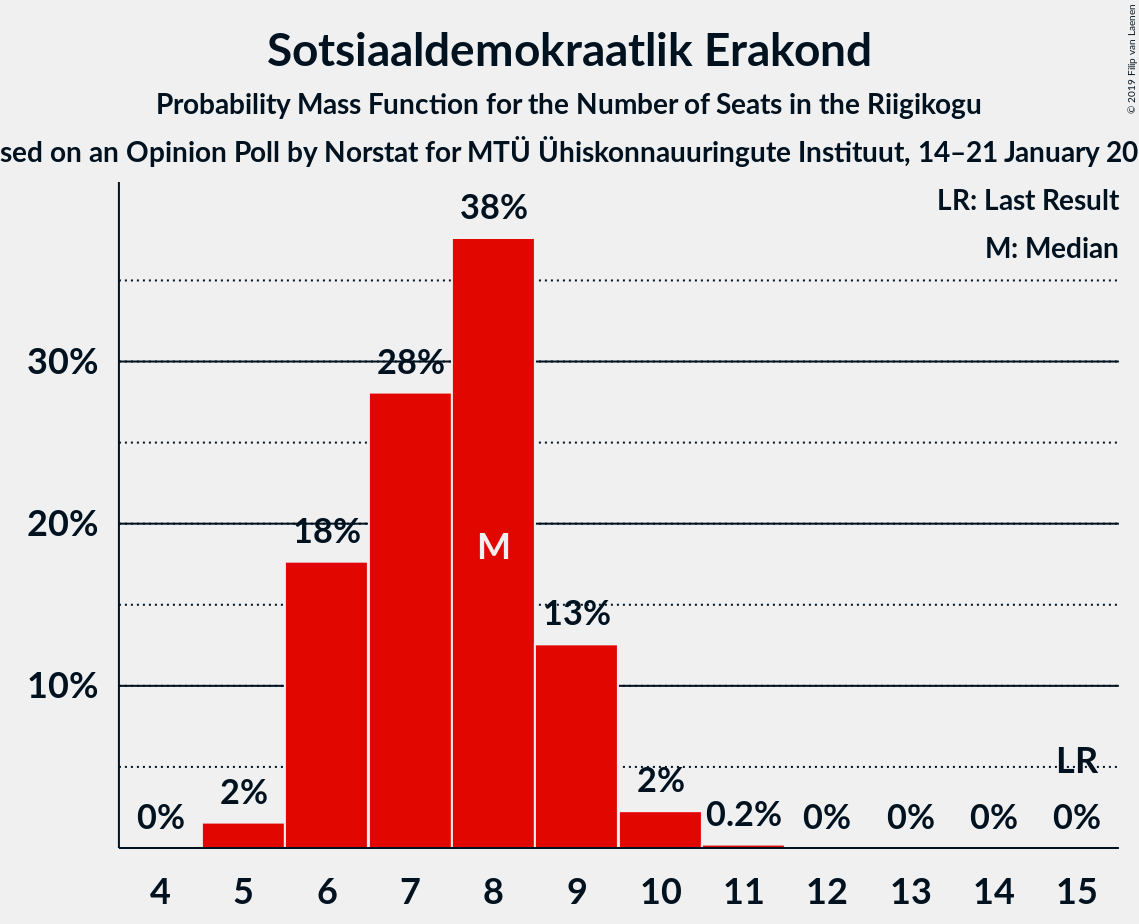 Sotsiaaldemokraatlik Erakond
Probability Mass Function for the Number of Seats in the Riigikogu
sed on an Opinion Poll by Norstat for MTÜ Ühiskonnauuringute Instituut, 14–21 January 20
© 2019 Filip van Laenen
LR: Last Result
M: Median
38%
30%
28%
20%
18%
M
13%
10%
LR
0%
2%
2%
0.2%
0%
0%
0%
0%
4 5 6 7 8 9 10 11 12 13 14 15